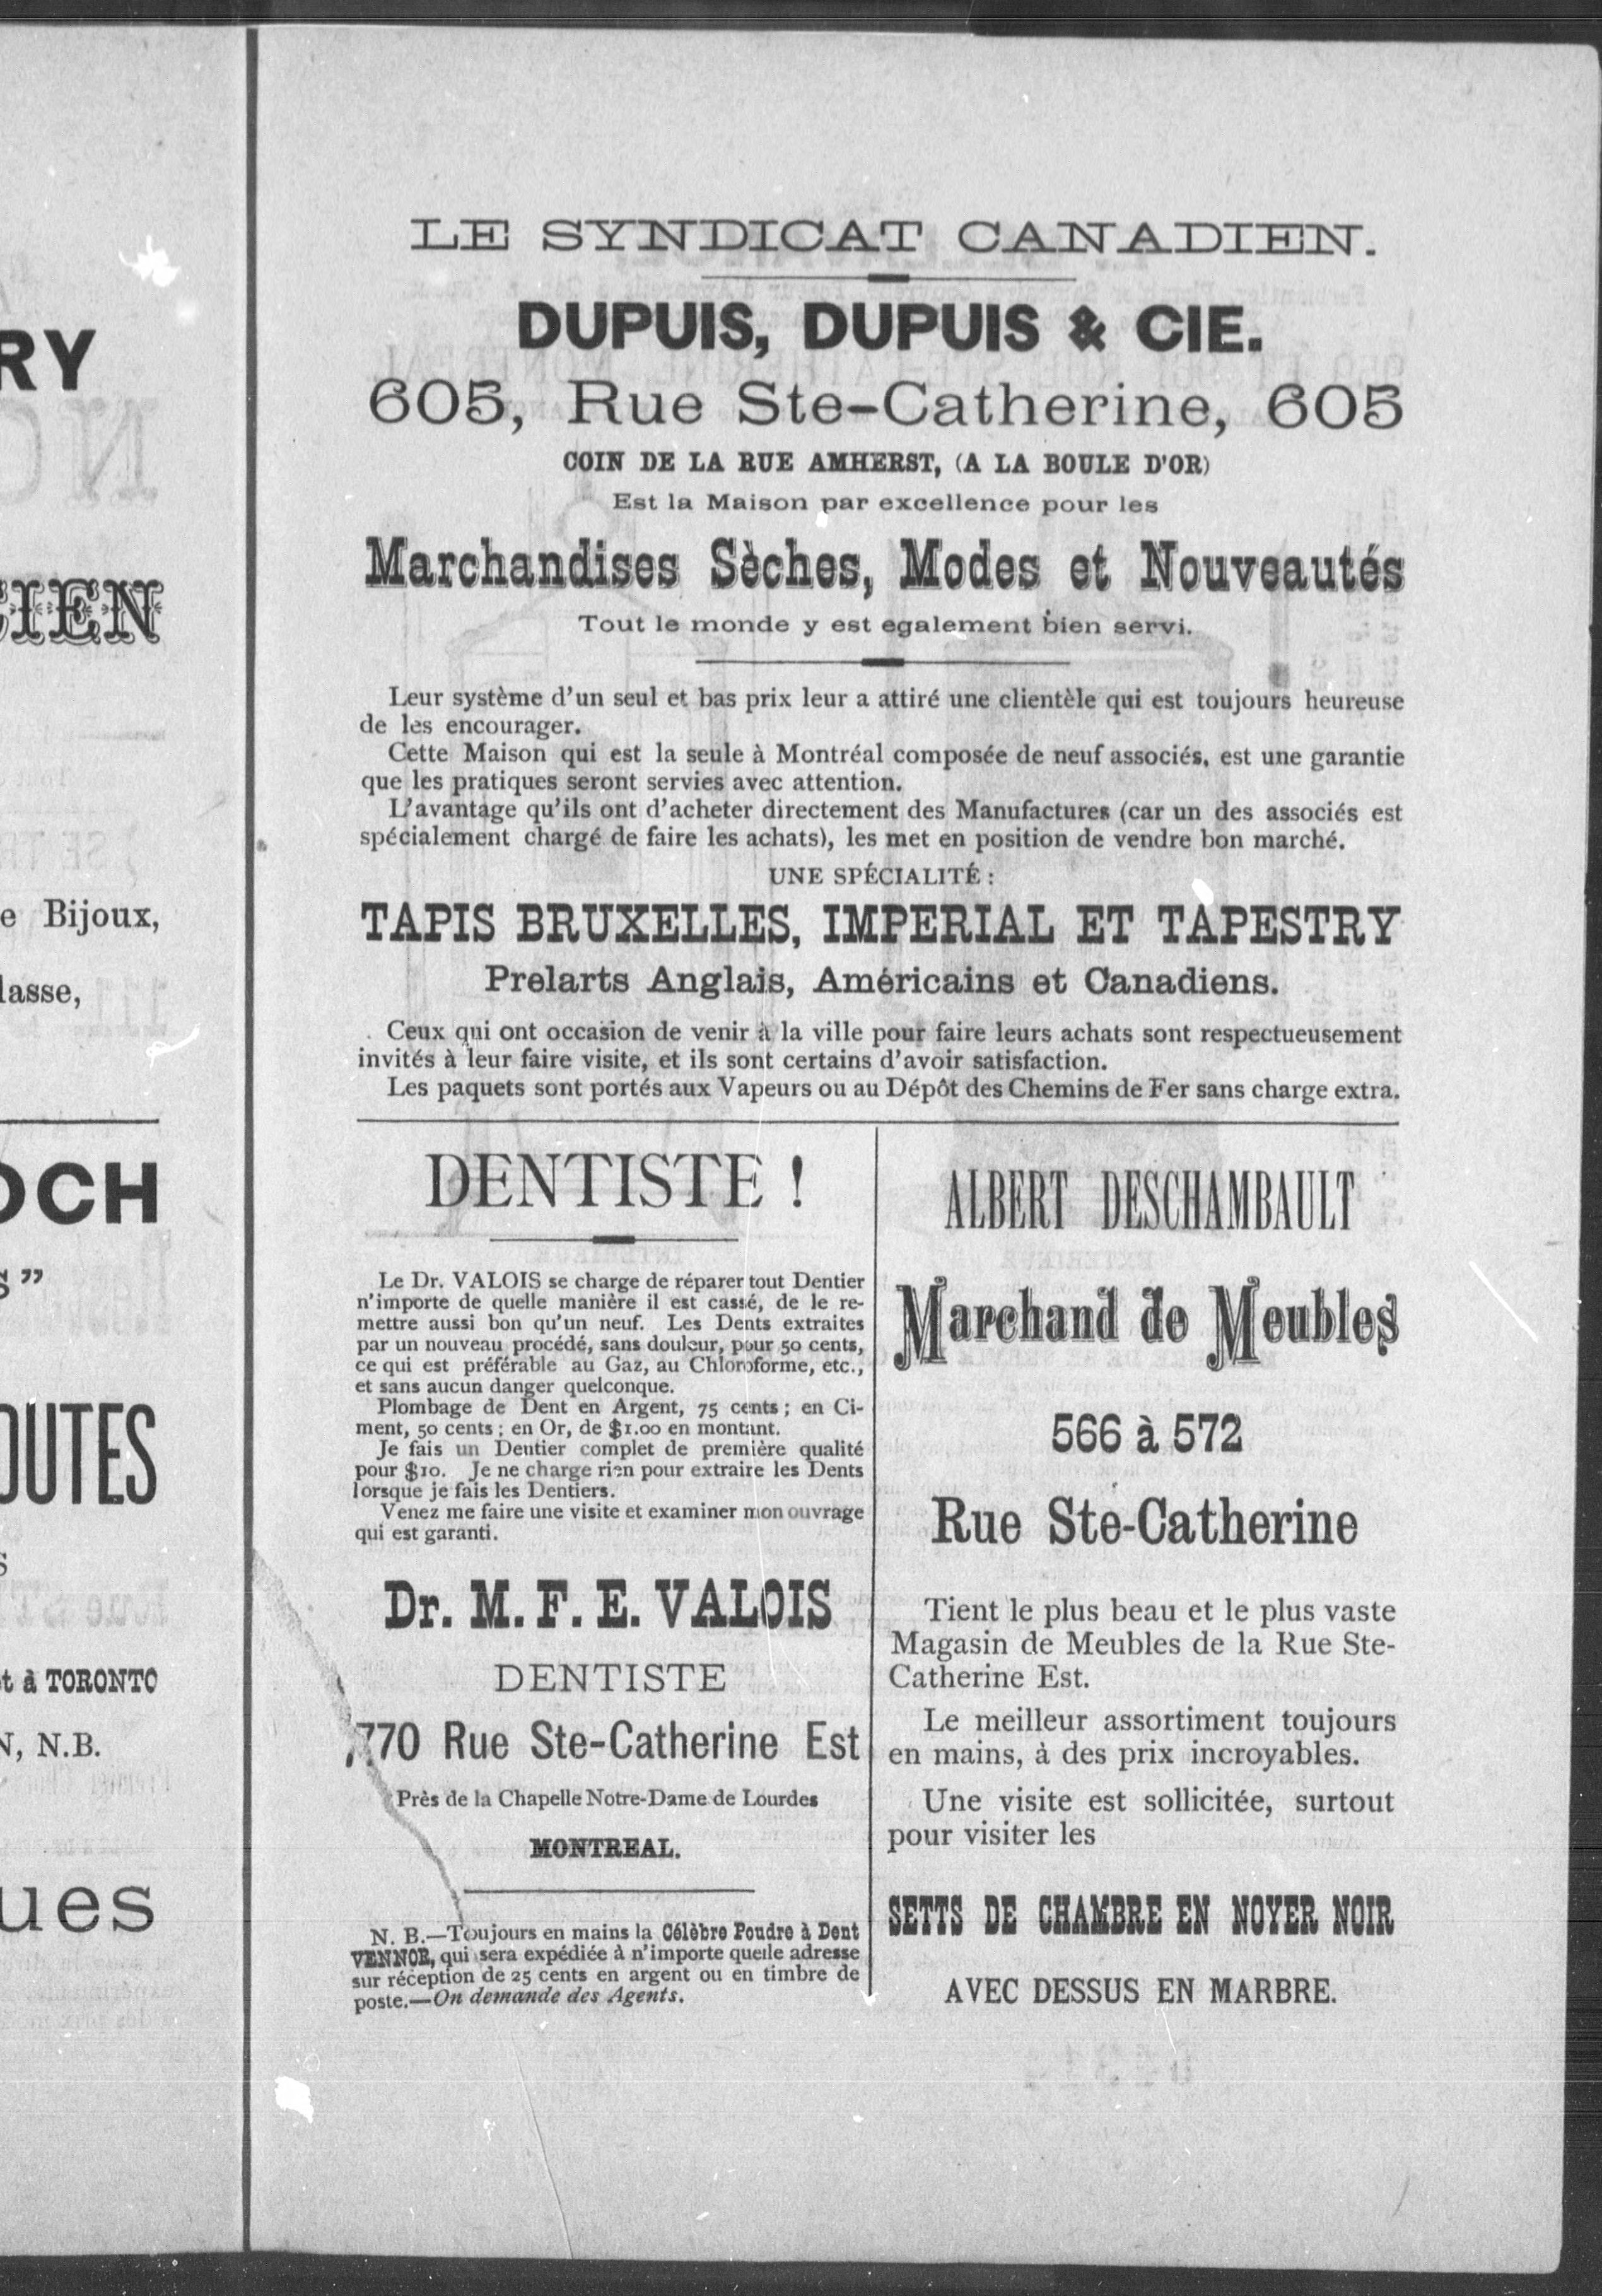 RY
CIEN
e Bijoux,
lasse,
OCH
s”
OUTES
s
t à TORONTO
N, N.B.
ues
LE SYNDICAT CANADIEN.
DUPUIS, DUPUIS & CIE.
605, Rue Ste-Catherine, 605
COIN DE LA RUE AMHERST, (A LA BOULE D'OR)
Est la Maison par excellence pour les
Marchandises Sèches, Modes et Nouveautés
Tout le monde y est egalement bien servi.
Leur système d'un seul et bas prix leur a attiré une clientèle qui est toujours heureuse
de les encourager.
Cette Maison qui est la seule à Montréal composée de neuf associés, est une garantie
que les pratiques seront servies avec attention.
L'avantage qu'ils ont d'acheter directement des Manufactures (car un des associés est
spécialement chargé de faire les achats), les met en position de vendre bon marché.
UNE SPÉCIALITÉ :
TAPIS BRUXELLES, IMPERIAL ET TAPESTRY
Prelarts Anglais, Américains et Canadiens.
Ceux qui ont occasion de venir à la ville pour faire leurs achats sont respectueusement
invités à leur faire visite, et ils sont certains d'avoir satisfaction.
Les paquets sont portés aux Vapeurs ou au Dépôt des Chemins de Fer sans charge extra.
DENTISTE !
Le Dr. VALOIS se charge de réparer tout Dentier
n'importe de quelle manière il est cassé, de le re-
mettre aussi bon qu'un neuf. Les Dents extraites
par un nouveau procédé, sans douleur, pour 50 cents,
ce qui est préférable au Gaz, au Chloroforme, etc.,
et sans aucun danger quelconque.
Plombage de Dent en Argent, 75 cents ; en Ci-
ment, 50 cents ; en Or, de $1.00 en montant.
Je fais un Dentier complet de première qualité
pour $10. Je ne charge rien pour extraire les Dents
lorsque je fais les Dentiers.
Venez me faire une visite et examiner mon ouvrage
qui est garanti.
Dr. M. F. E. VALOIS
DENTISTE
770 Rue Ste-Catherine Est
Près de la Chapelle Notre-Dame de Lourdes
MONTREAL.
N. B.—Toujours en mains la Célèbre Poudre à Dent
VENNOR, qui sera expédiée à n'importe quelle adresse
sur réception de 25 cents en argent ou en timbre de
poste.—On demande des Agents.
ALBERT DESCHAMBAULT
Marchand de Meubles
566 à 572
Rue Ste-Catherine
Tient le plus beau et le plus vaste
Magasin de Meubles de la Rue Ste-
Catherine Est.
Le meilleur assortiment toujours
en mains, à des prix incroyables.
Une visite est sollicitée, surtout
pour visiter les
SETTS DE CHAMBRE EN NOYER NOIR
AVEC DESSUS EN MARBRE.